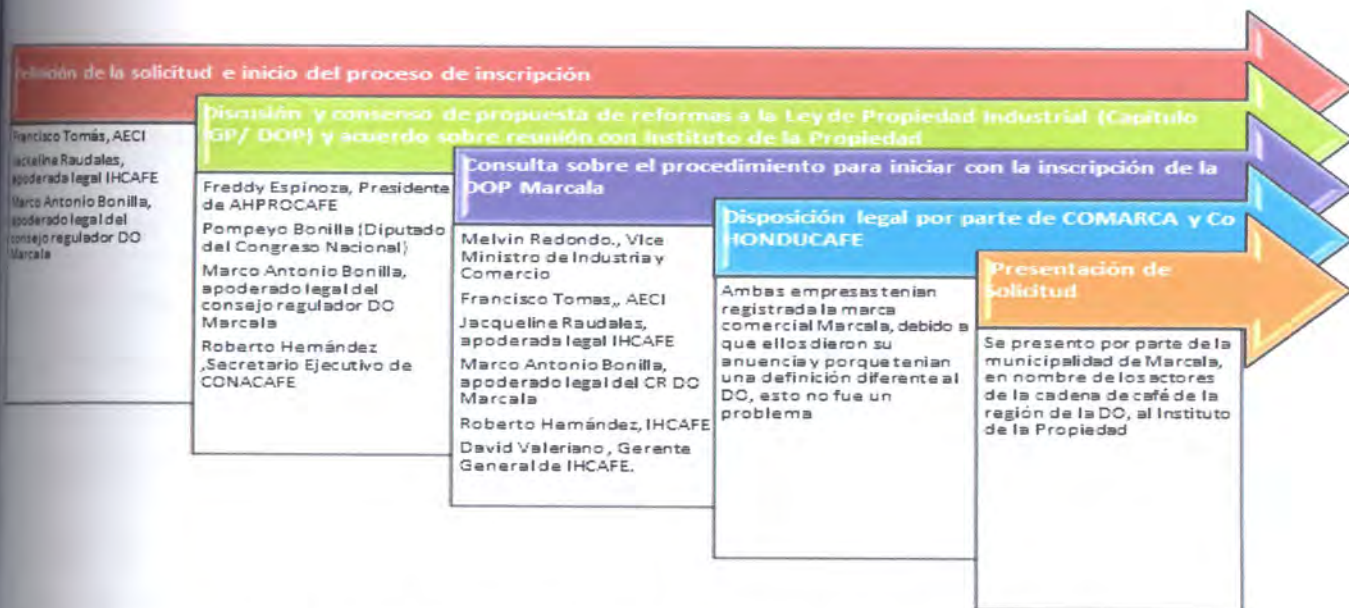 de la solicitud e inicio del proceso de inscripción
Francisco Tomás, AECI
Jacqueline Raudales,
apoderada legal IHCAFE
Marco Antonio Bonilla,
apoderado legal del
consejo regulador DO
Marcala
Discusión y consenso de propuesta de reformas a la Ley de Propiedad Industrial (Capitulo
IGP/ DOP) y acuerdo sobre reunión con Instituto de la Propiedad
Freddy Espinoza, Presidente
de AHPROCAFE
Pompeyo Bonilla (Diputado
del Congreso Nacional)
Marco Antonio Bonilla,
apoderado legal del
consejo regulador DO
Marcala
Roberto Hernández
,Secretario Ejecutivo de
CONACAFE
Consulta sobre el procedimiento para iniciar con la inscripción de la
DOP Marcala
Melvin Redondo., Vice
Ministro de Industria y
Comercio
Francisco Tomas,, AECI
Jacqueline Raudales,
apoderada legal IHCAFE
Marco Antonio Bonilla,
apoderado legal del CR DO
Marcala
Roberto Hernández, IHCAFE
David Valeriano, Gerente
General de IHCAFE.
Disposición legal por parte de COMARCA y Co
HONDUCAFE
Ambas empresas tenian
registrada la marca
comercial Marcala, debido a
que ellos dieron su
anuencia y porque tenian
una definición diferente al
DO, esto no fue un
problema
Presentación de
Solicitud
Se presento por parte de la
municipalidad de Marcala,
en nombre de los actores
de la cadena de café de la
región de la DO, al Instituto
de la Propiedad